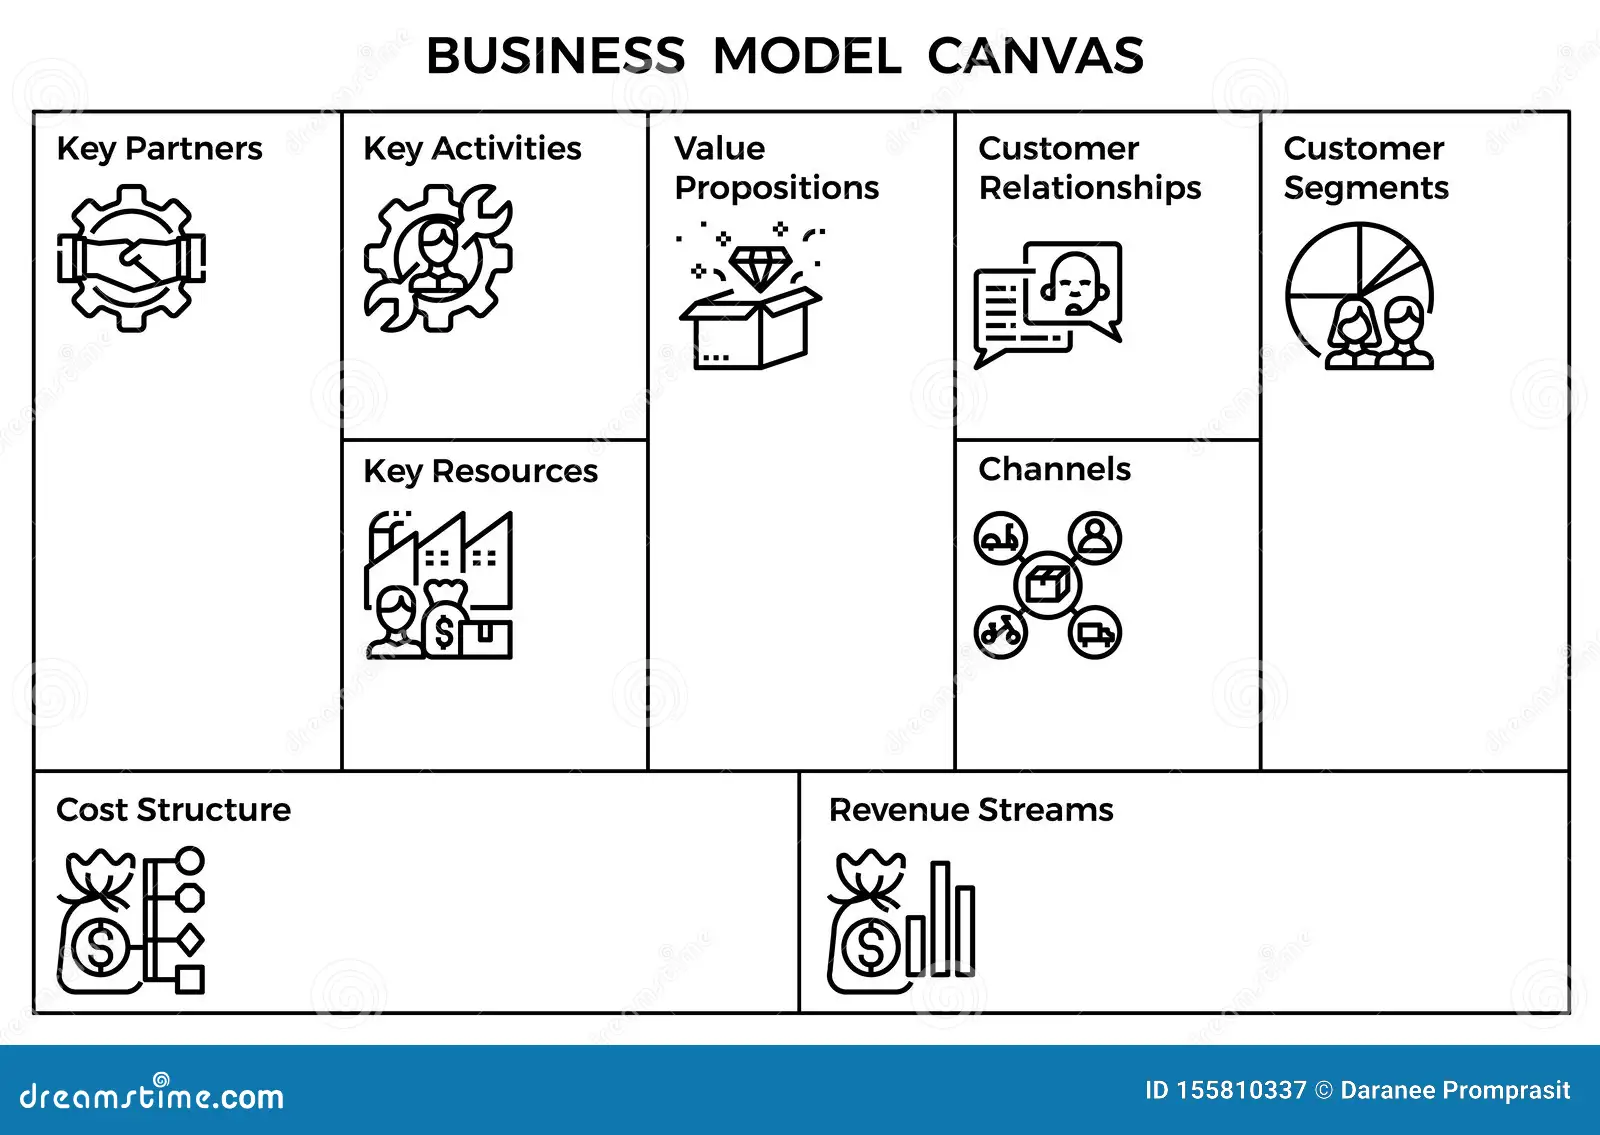 BUSINESS MODEL CANVAS
Key Partners
Key Activities
Value
Propositions
Customer
Relationships
Customer
Segments
Key Resources
Channels
Cost Structure
Revenue Streams
dreamstime.com
ID 155810337 © Daranee Promprasit